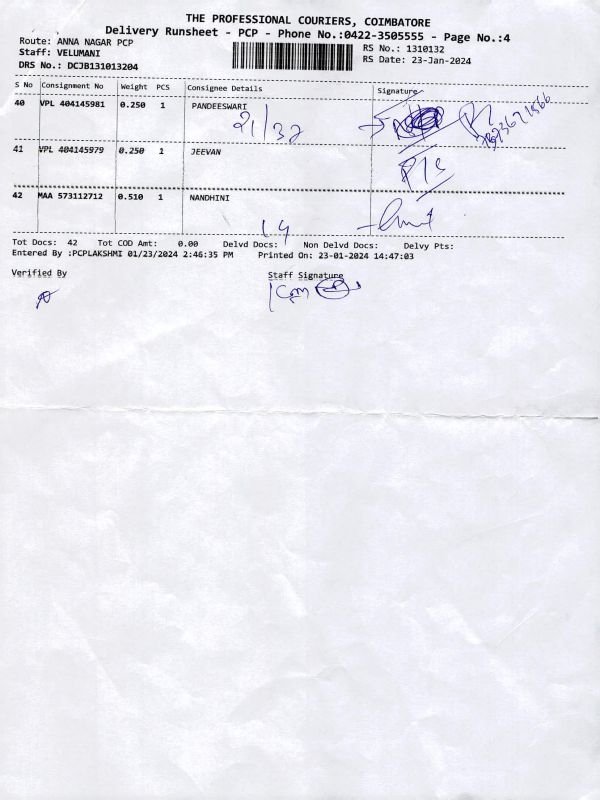 THE PROFESSIONAL COURIERS, COIMBATORE
Delivery Runsheet - PCP - Phone No.:0422-3505555 - Page No.:4
Route: ANNA NAGAR PCP
RS No.: 1310132
Staff: VELUMANI
RS Date: 23-Jan-2024
DRS No.: DCJB131013204
S No Consignment No Weight PCS Consignee Details Signature
40 VPL 404145981 0.250 1 PANDEESWARI
21/32
41 VPL 404145979 0.250 1 JEEVAN
P/s
42 MAA 573112712 0.510 1 NANDHINI
Tot Docs: 42 Tot COD Amt: 0.00 Delvd Docs: Non Delvd Docs: Delvy Pts:
Entered By :PCPLAKSHMI 01/23/2024 2:46:35 PM Printed On: 23-01-2024 14:47:03
Verified By Staff Signature